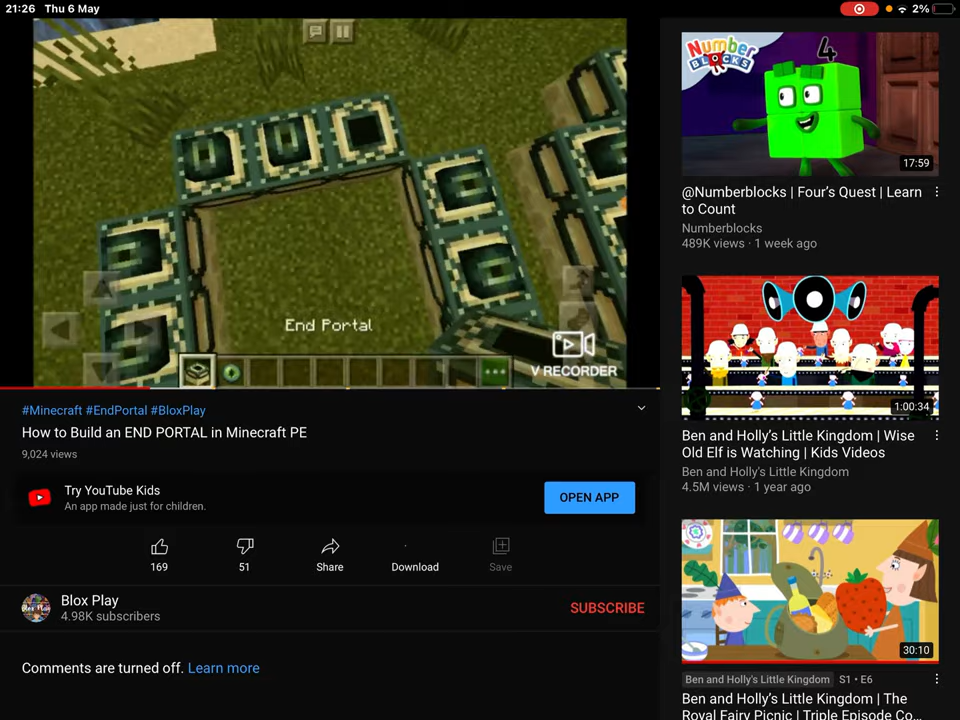 21:26 Thu 6 May
2%
End Portal
V RECORDER
#Minecraft #EndPortal #BloxPlay
How to Build an END PORTAL in Minecraft PE
9,024 views
Try YouTube Kids
An app made just for children.
OPEN APP
169
51
Share
Download
Save
Blox Play
4.98K subscribers
SUBSCRIBE
Comments are turned off. Learn more
NUMBER
BLOCKS
4
17:59
@Numberblocks | Four's Quest | Learn
to Count
Numberblocks
489K views · 1 week ago
1:00:34
Ben and Holly's Little Kingdom | Wise
Old Elf is Watching | Kids Videos
Ben and Holly's Little Kingdom
4.5M views · 1 year ago
30:10
Ben and Holly's Little Kingdom S1 • E6
Ben and Holly's Little Kingdom | The
Royal Fairy Picnic | Triple Episode Co...